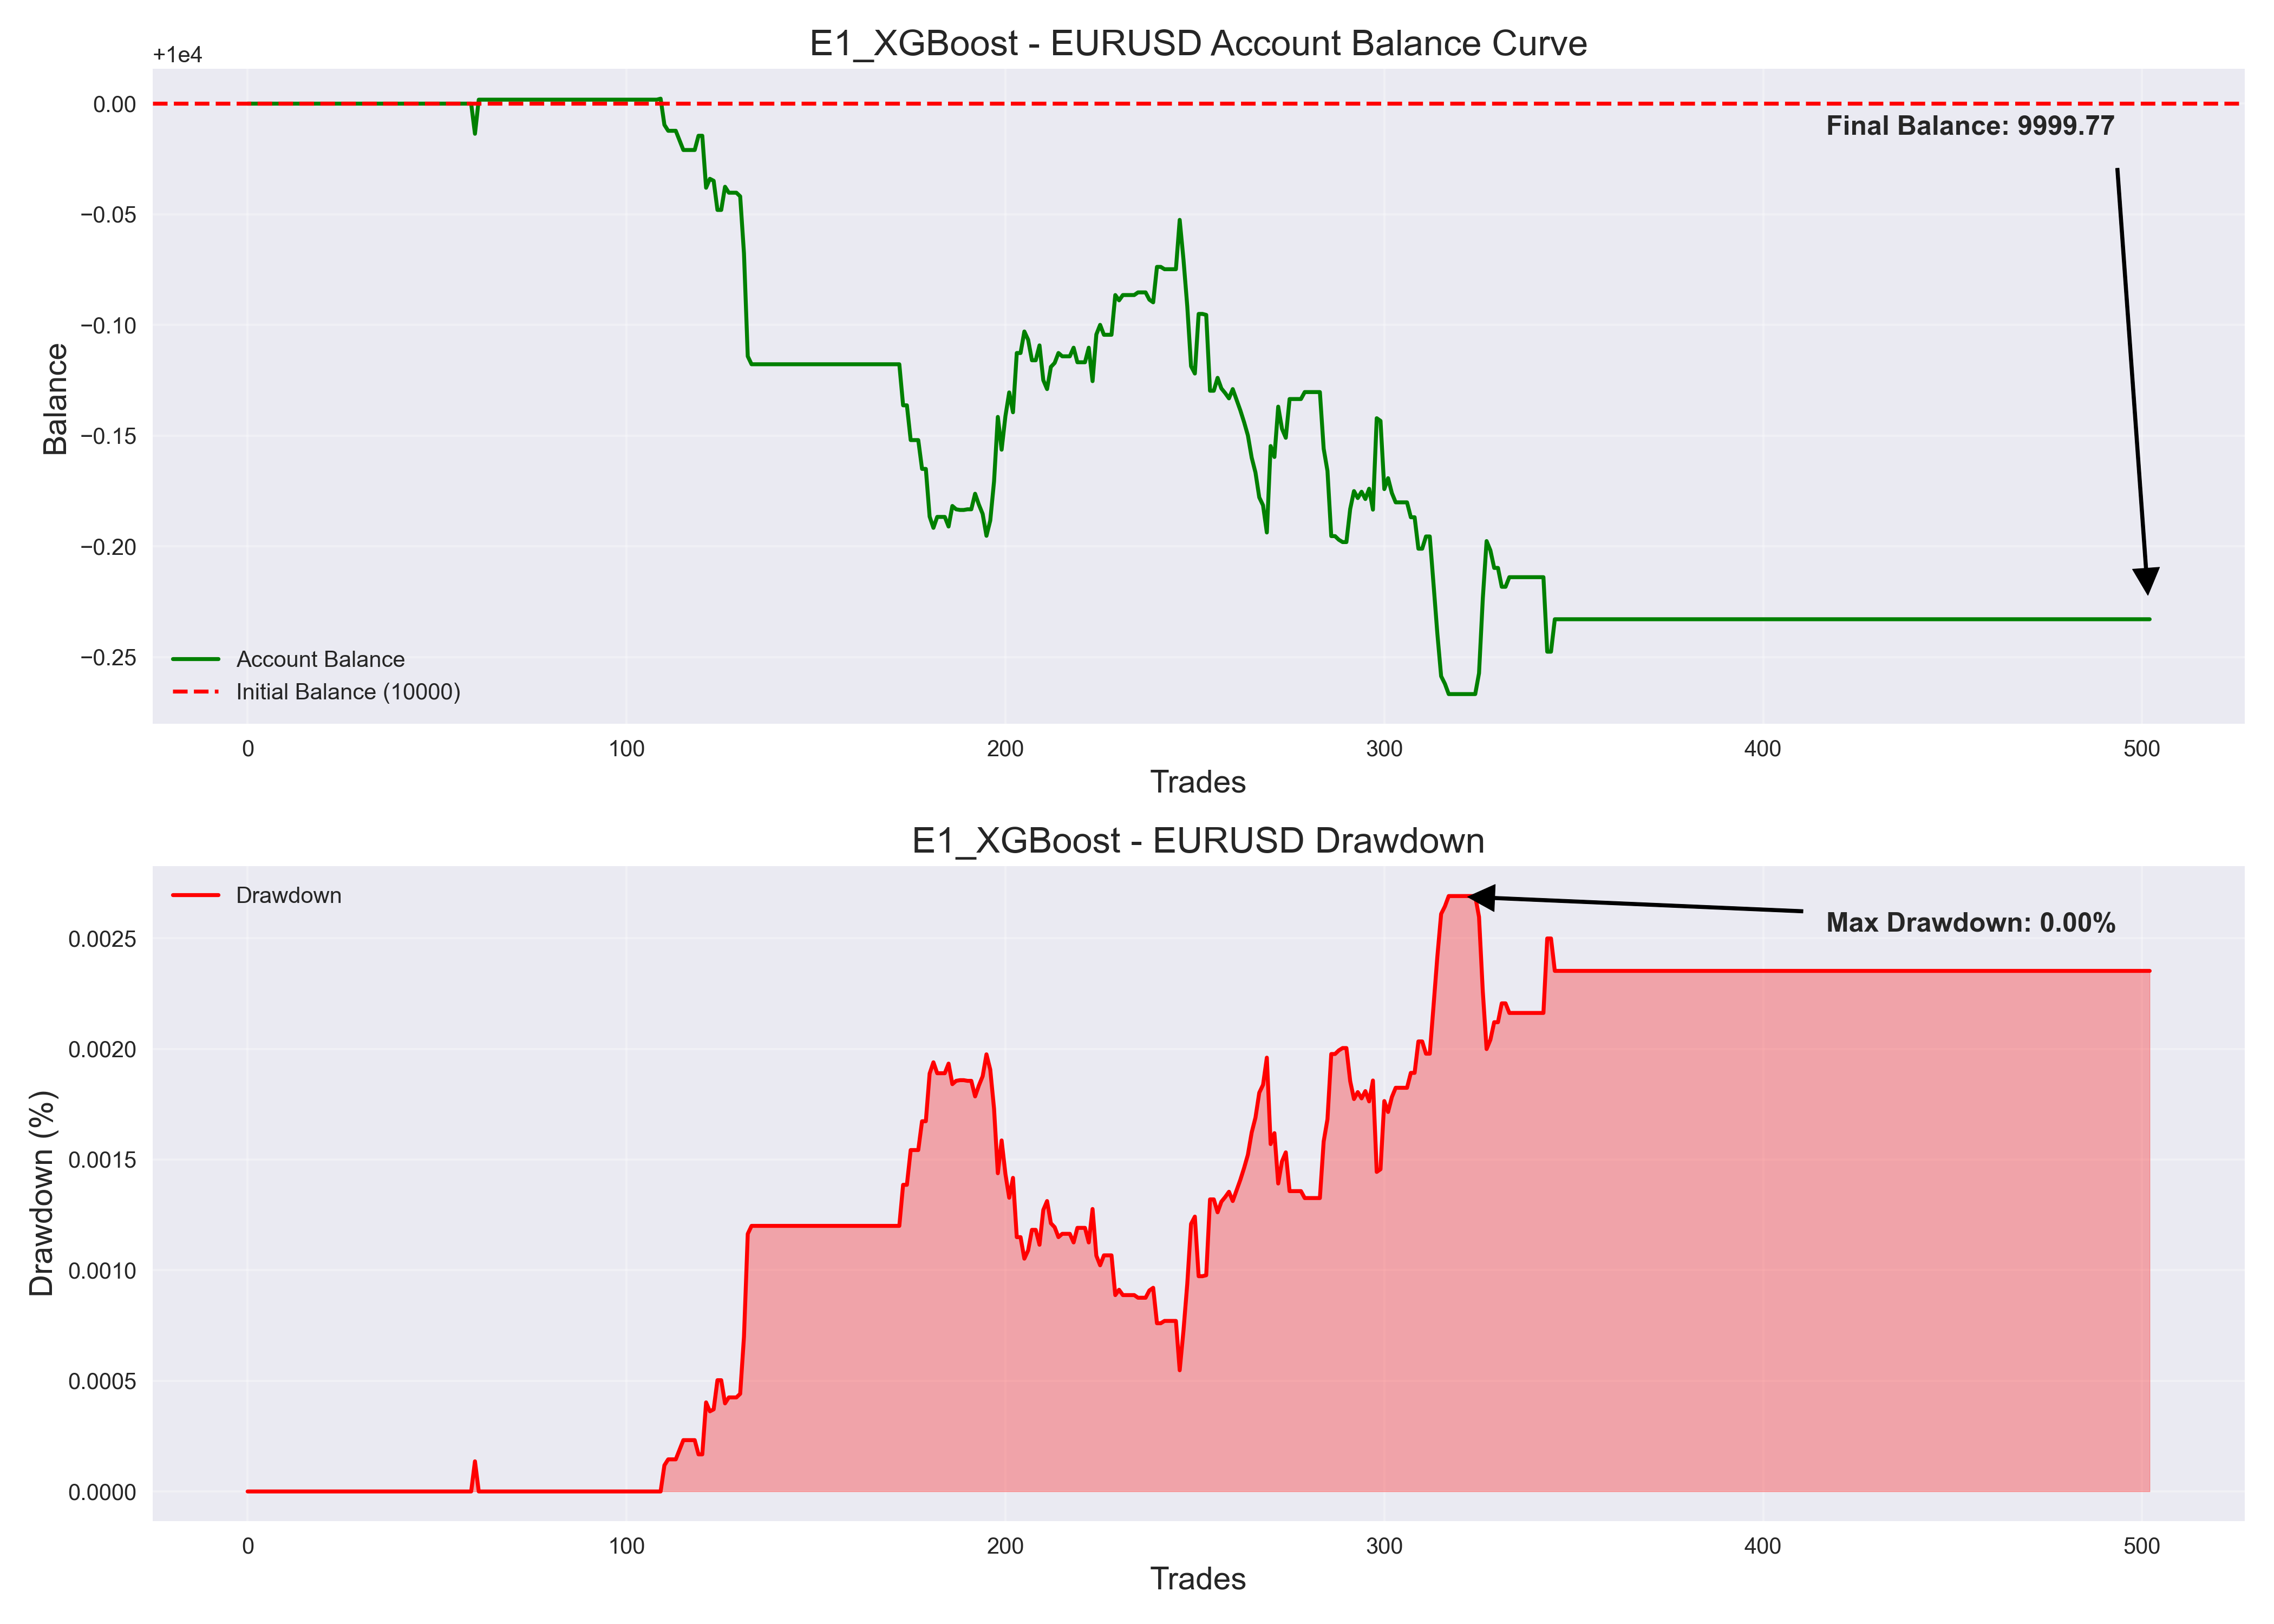 E1_XGBoost - EURUSD Account Balance Curve
+1e4
0.00
−0.05
−0.10
−0.15
−0.20
−0.25
Balance
Final Balance: 9999.77
Account Balance
Initial Balance (10000)
0 100 200 300 400 500
Trades
E1_XGBoost - EURUSD Drawdown
Drawdown
Max Drawdown: 0.00%
0.0025
0.0020
0.0015
0.0010
0.0005
0.0000
Drawdown (%)
0 100 200 300 400 500
Trades